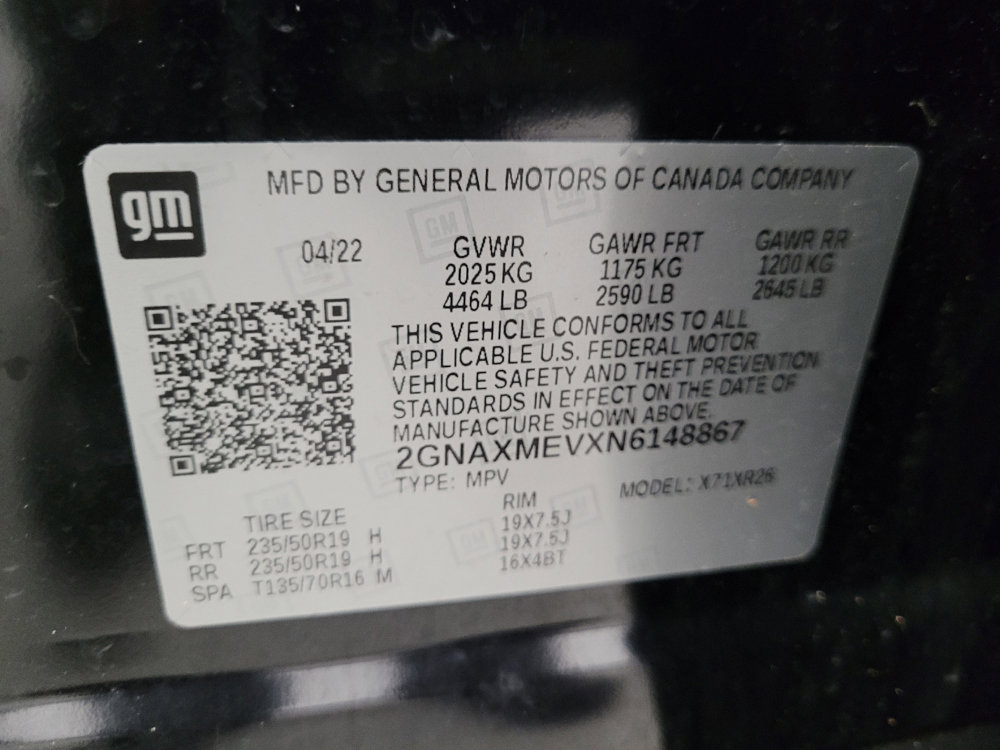 gm
MFD BY GENERAL MOTORS OF CANADA COMPANY
04/22
GVWR GAWR FRT GAWR RR
2025 KG 1175 KG 1200 KG
4464 LB 2590 LB 2645 LB
THIS VEHICLE CONFORMS TO ALL
APPLICABLE U.S. FEDERAL MOTOR
VEHICLE SAFETY AND THEFT PREVENTION
STANDARDS IN EFFECT ON THE DATE OF
MANUFACTURE SHOWN ABOVE.
2GNAXMEVXN6148867
TYPE: MPV MODEL: X71XR26
TIRE SIZE RIM
FRT 235/50R19 H 19X7.5J
RR 235/50R19 H 19X7.5J
SPA T135/70R16 M 16X4BT